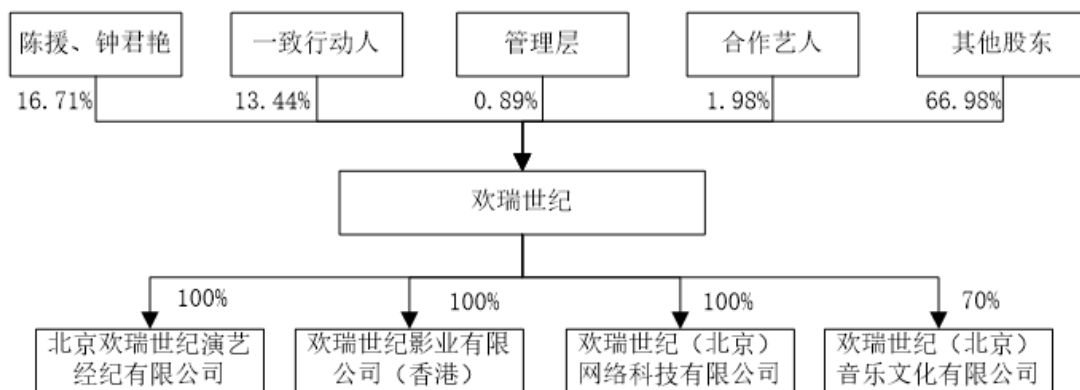 陈援、钟君艳
一致行动人
管理层
合作艺人
其他股东
16.71%
13.44%
0.89%
1.98%
66.98%
欢瑞世纪
100%
100%
100%
70%
北京欢瑞世纪演艺
经纪有限公司
欢瑞世纪影业有限
公司（香港）
欢瑞世纪（北京）
网络科技有限公司
欢瑞世纪（北京）
音乐文化有限公司